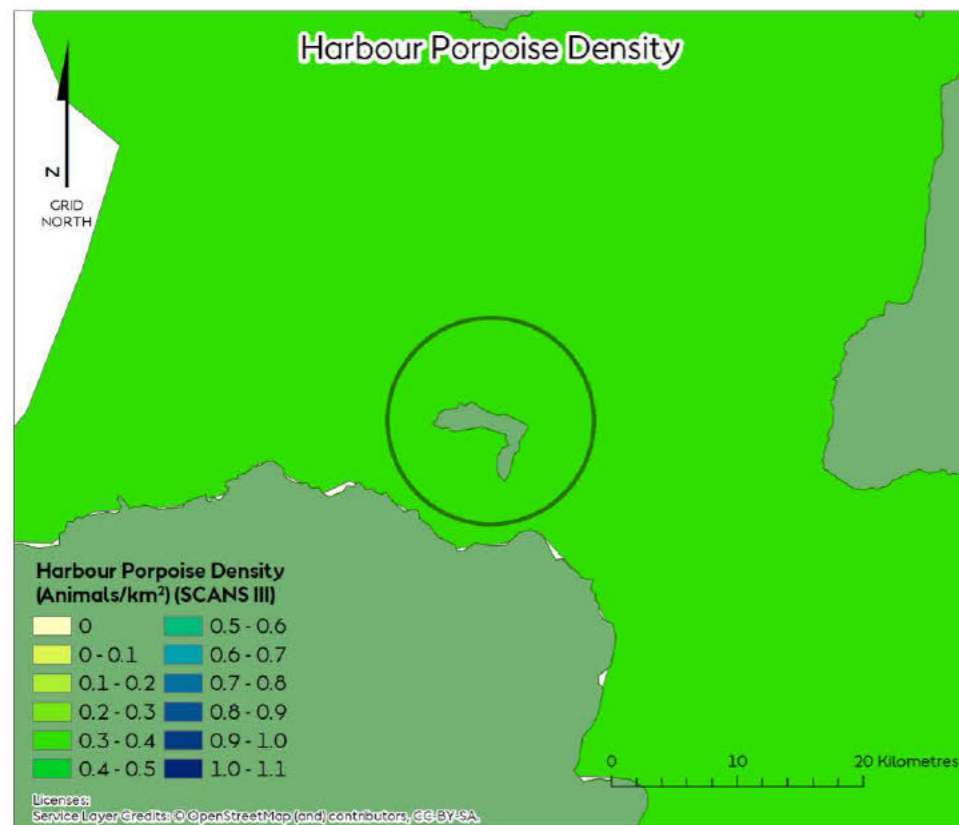 Harbour Porpoise Density
N
GRID
NORTH
Harbour Porpoise Density
(Animals/km²) (SCANS III)
0
0 - 0.1
0.1 - 0.2
0.2 - 0.3
0.3 - 0.4
0.4 - 0.5
0.5 - 0.6
0.6 - 0.7
0.7 - 0.8
0.8 - 0.9
0.9 - 1.0
1.0 - 1.1
0 10 20 Kilometres
Licenses:
Service Layer Credits: © OpenStreetMap (and) contributors, CC-BY-SA